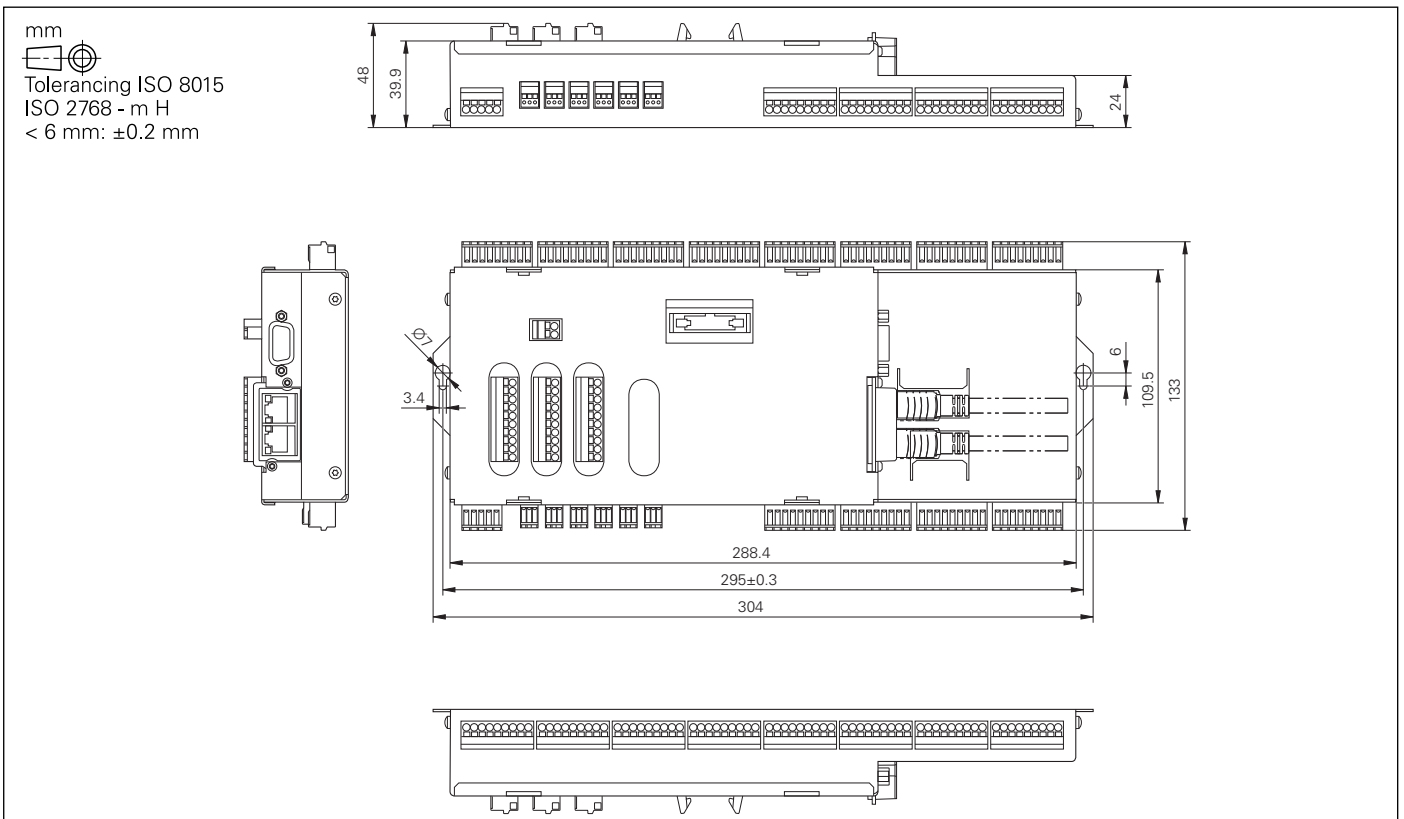 mm
Tolerancing ISO 8015
ISO 2768 - m H
< 6 mm: ±0.2 mm
48
39.9
24
Ø7
3.4
6
109.5
133
288.4
295±0.3
304